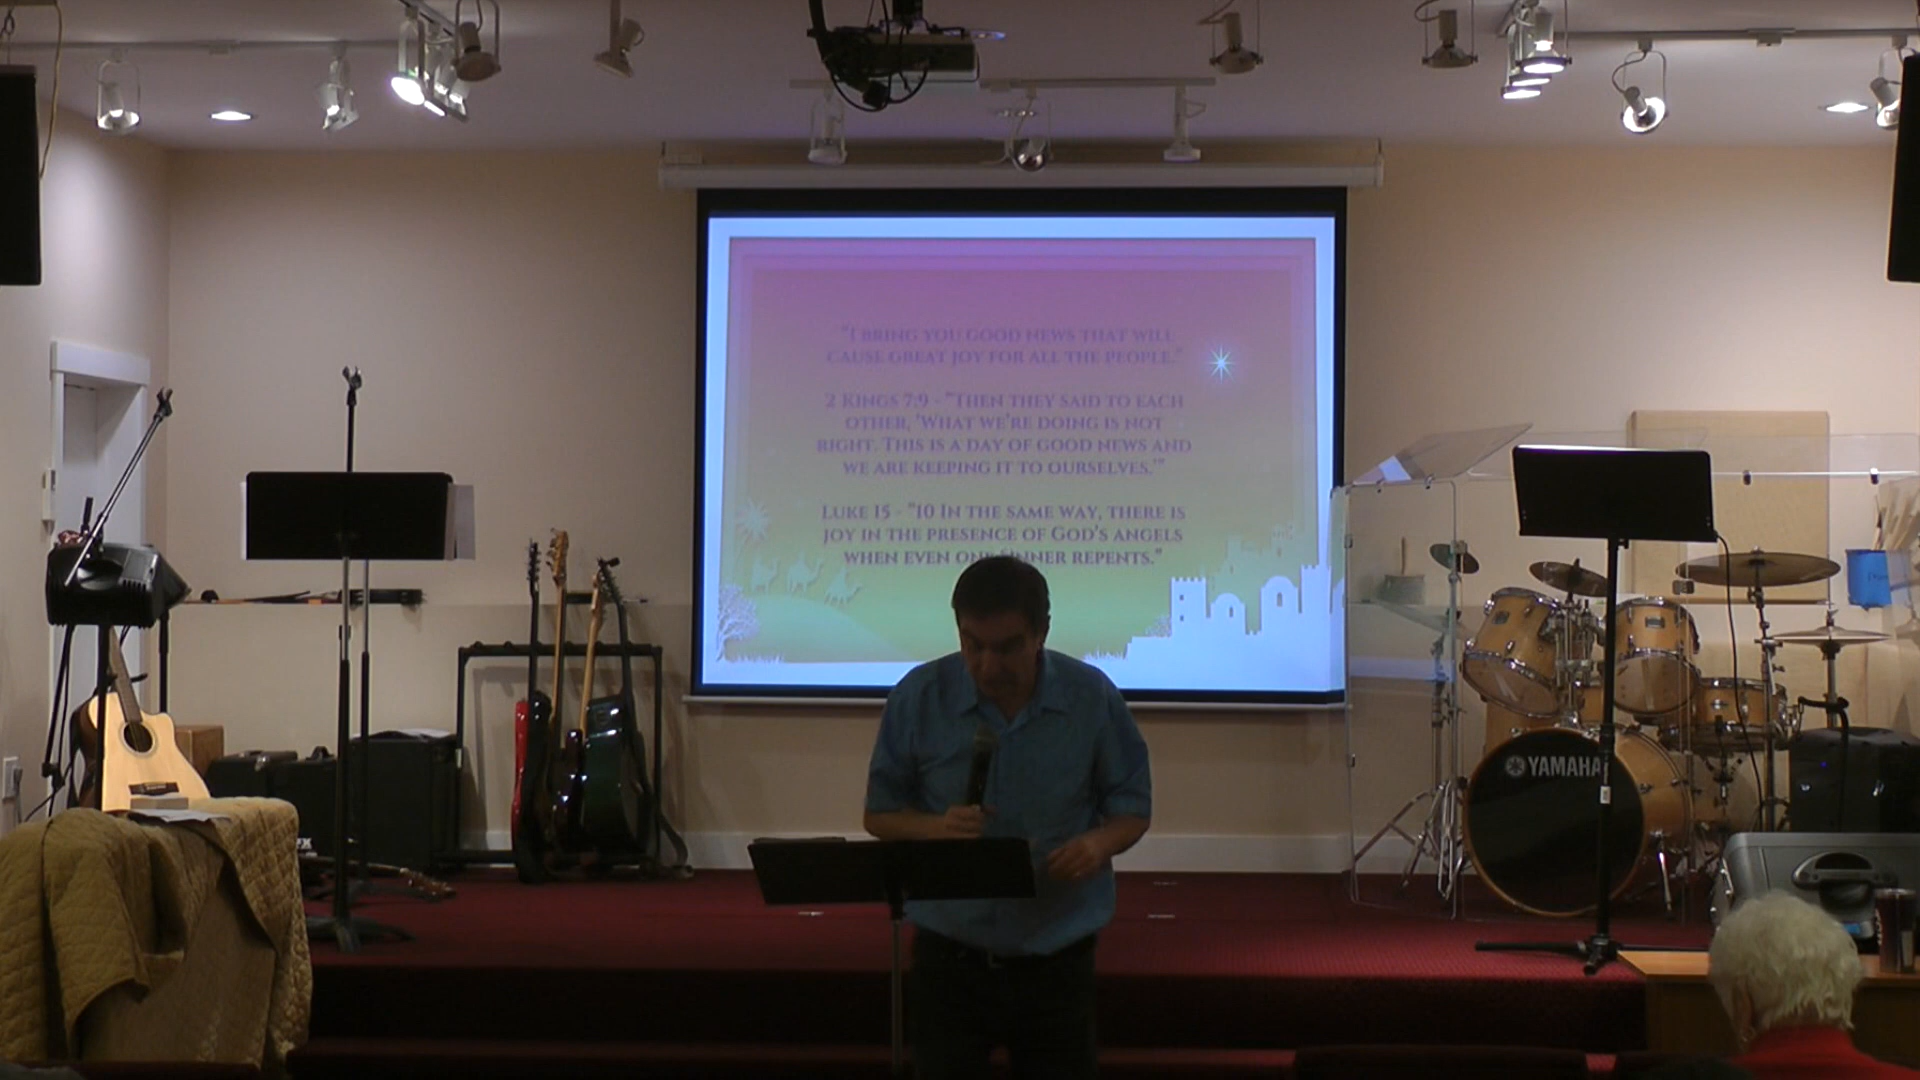 "I bring you good news that will
cause great joy for all the people."
2 Kings 7:9 - "Then they said to each
other, 'What we're doing is not
right. This is a day of good news and
we are keeping it to ourselves.'"
Luke 15 - "10 In the same way, there is
joy in the presence of God's angels
when even one sinner repents."
YAMAHA